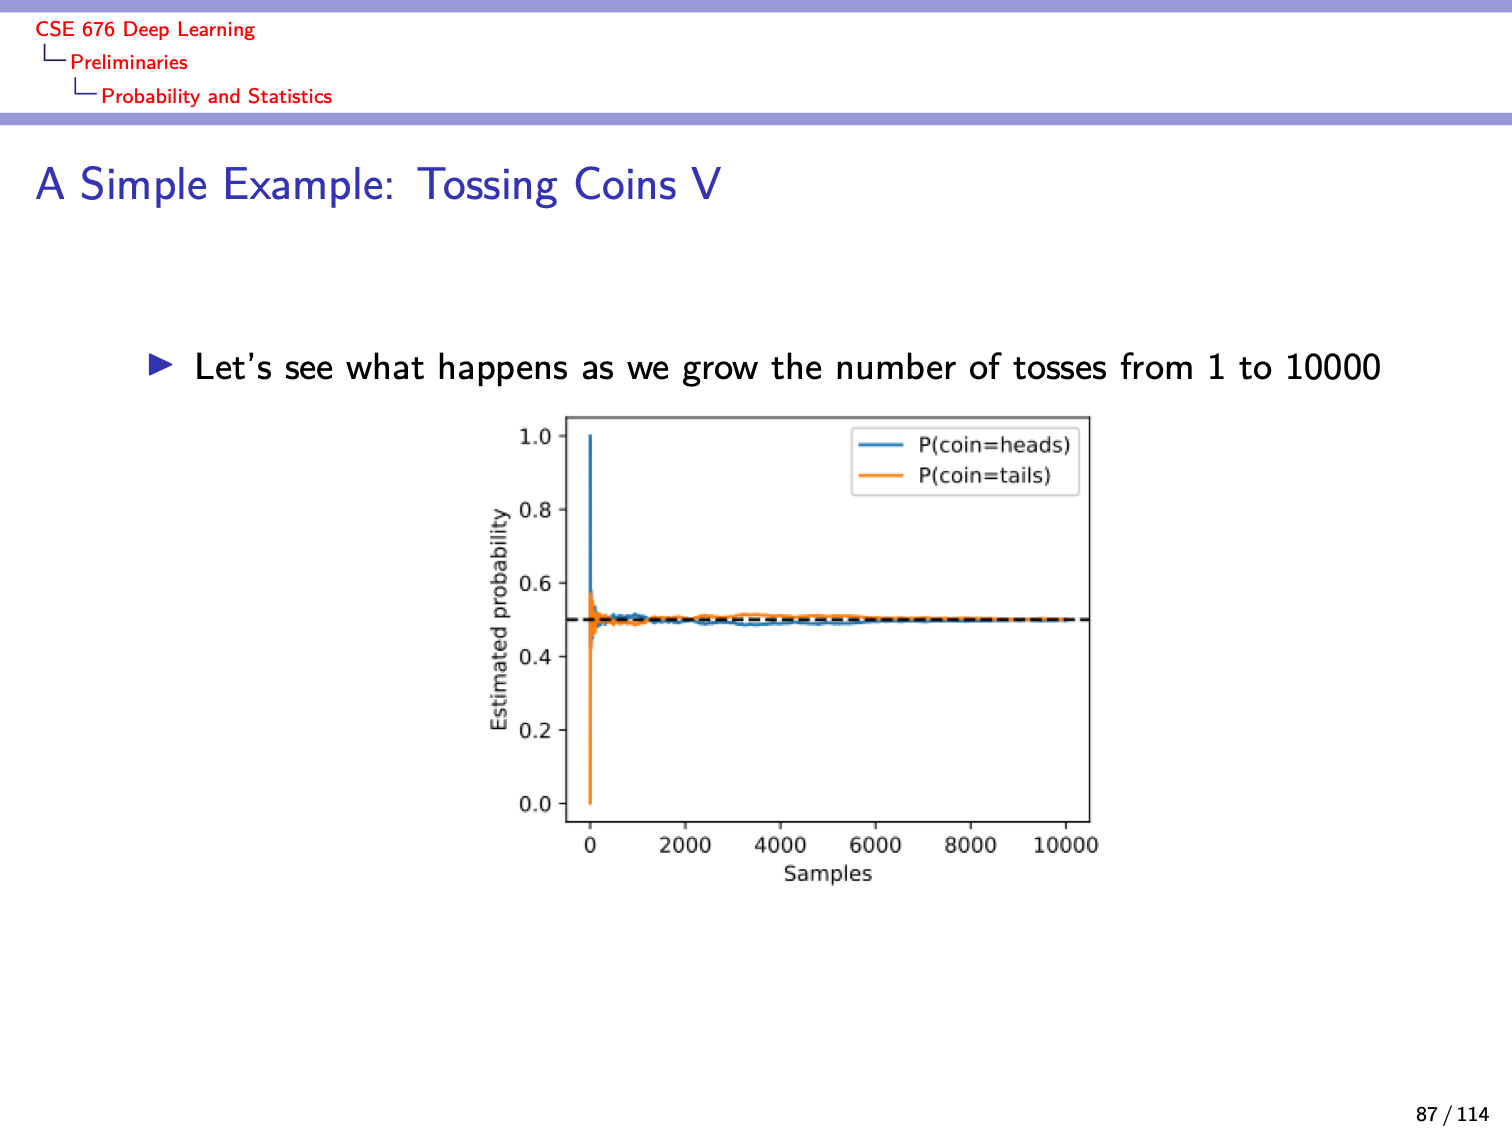 CSE 676 Deep Learning
Preliminaries
Probability and Statistics
A Simple Example: Tossing Coins V
Let's see what happens as we grow the number of tosses from 1 to 10000
P(coin=heads)
P(coin=tails)
Estimated probability
1.0
0.8
0.6
0.4
0.2
0.0
0 2000 4000 6000 8000 10000
Samples
87 / 114